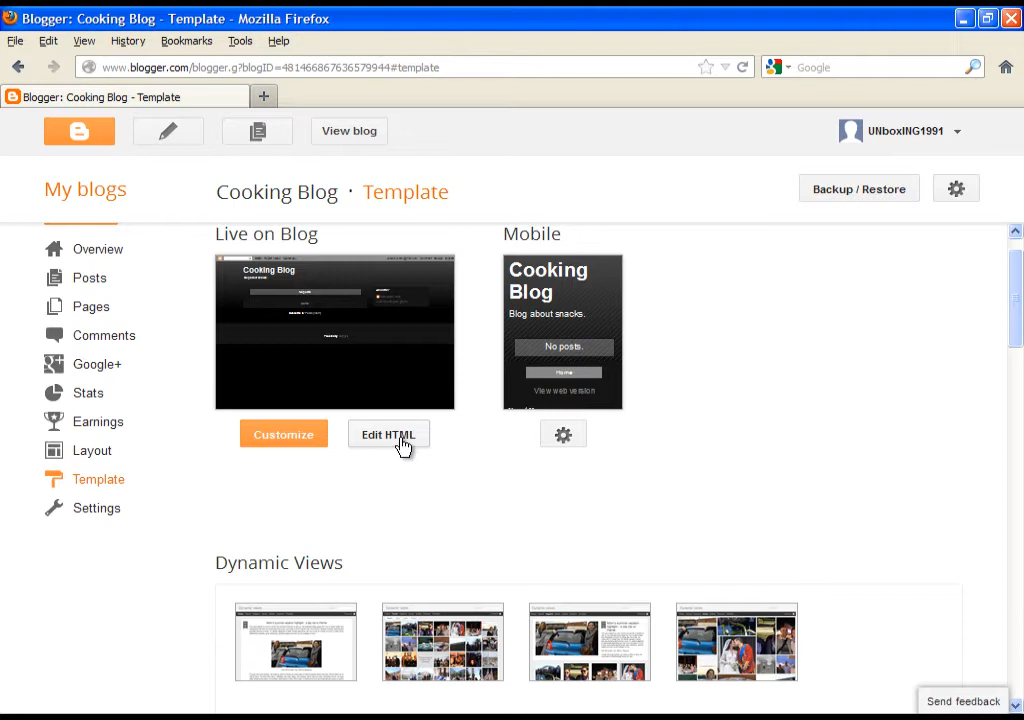 Blogger: Cooking Blog - Template - Mozilla Firefox
File Edit View History Bookmarks Tools Help
www.blogger.com/blogger.g?blogID=481466867636579944#template
Google
Blogger: Cooking Blog - Template
View blog
UNboxING1991
My blogs
Cooking Blog · Template
Backup / Restore
Overview
Posts
Pages
Comments
Google+
Stats
Earnings
Layout
Template
Settings
Live on Blog
Mobile
Cooking Blog
Cooking
Blog
Blog about snacks.
No posts.
Home
View web version
Customize
Edit HTML
Dynamic Views
Send feedback